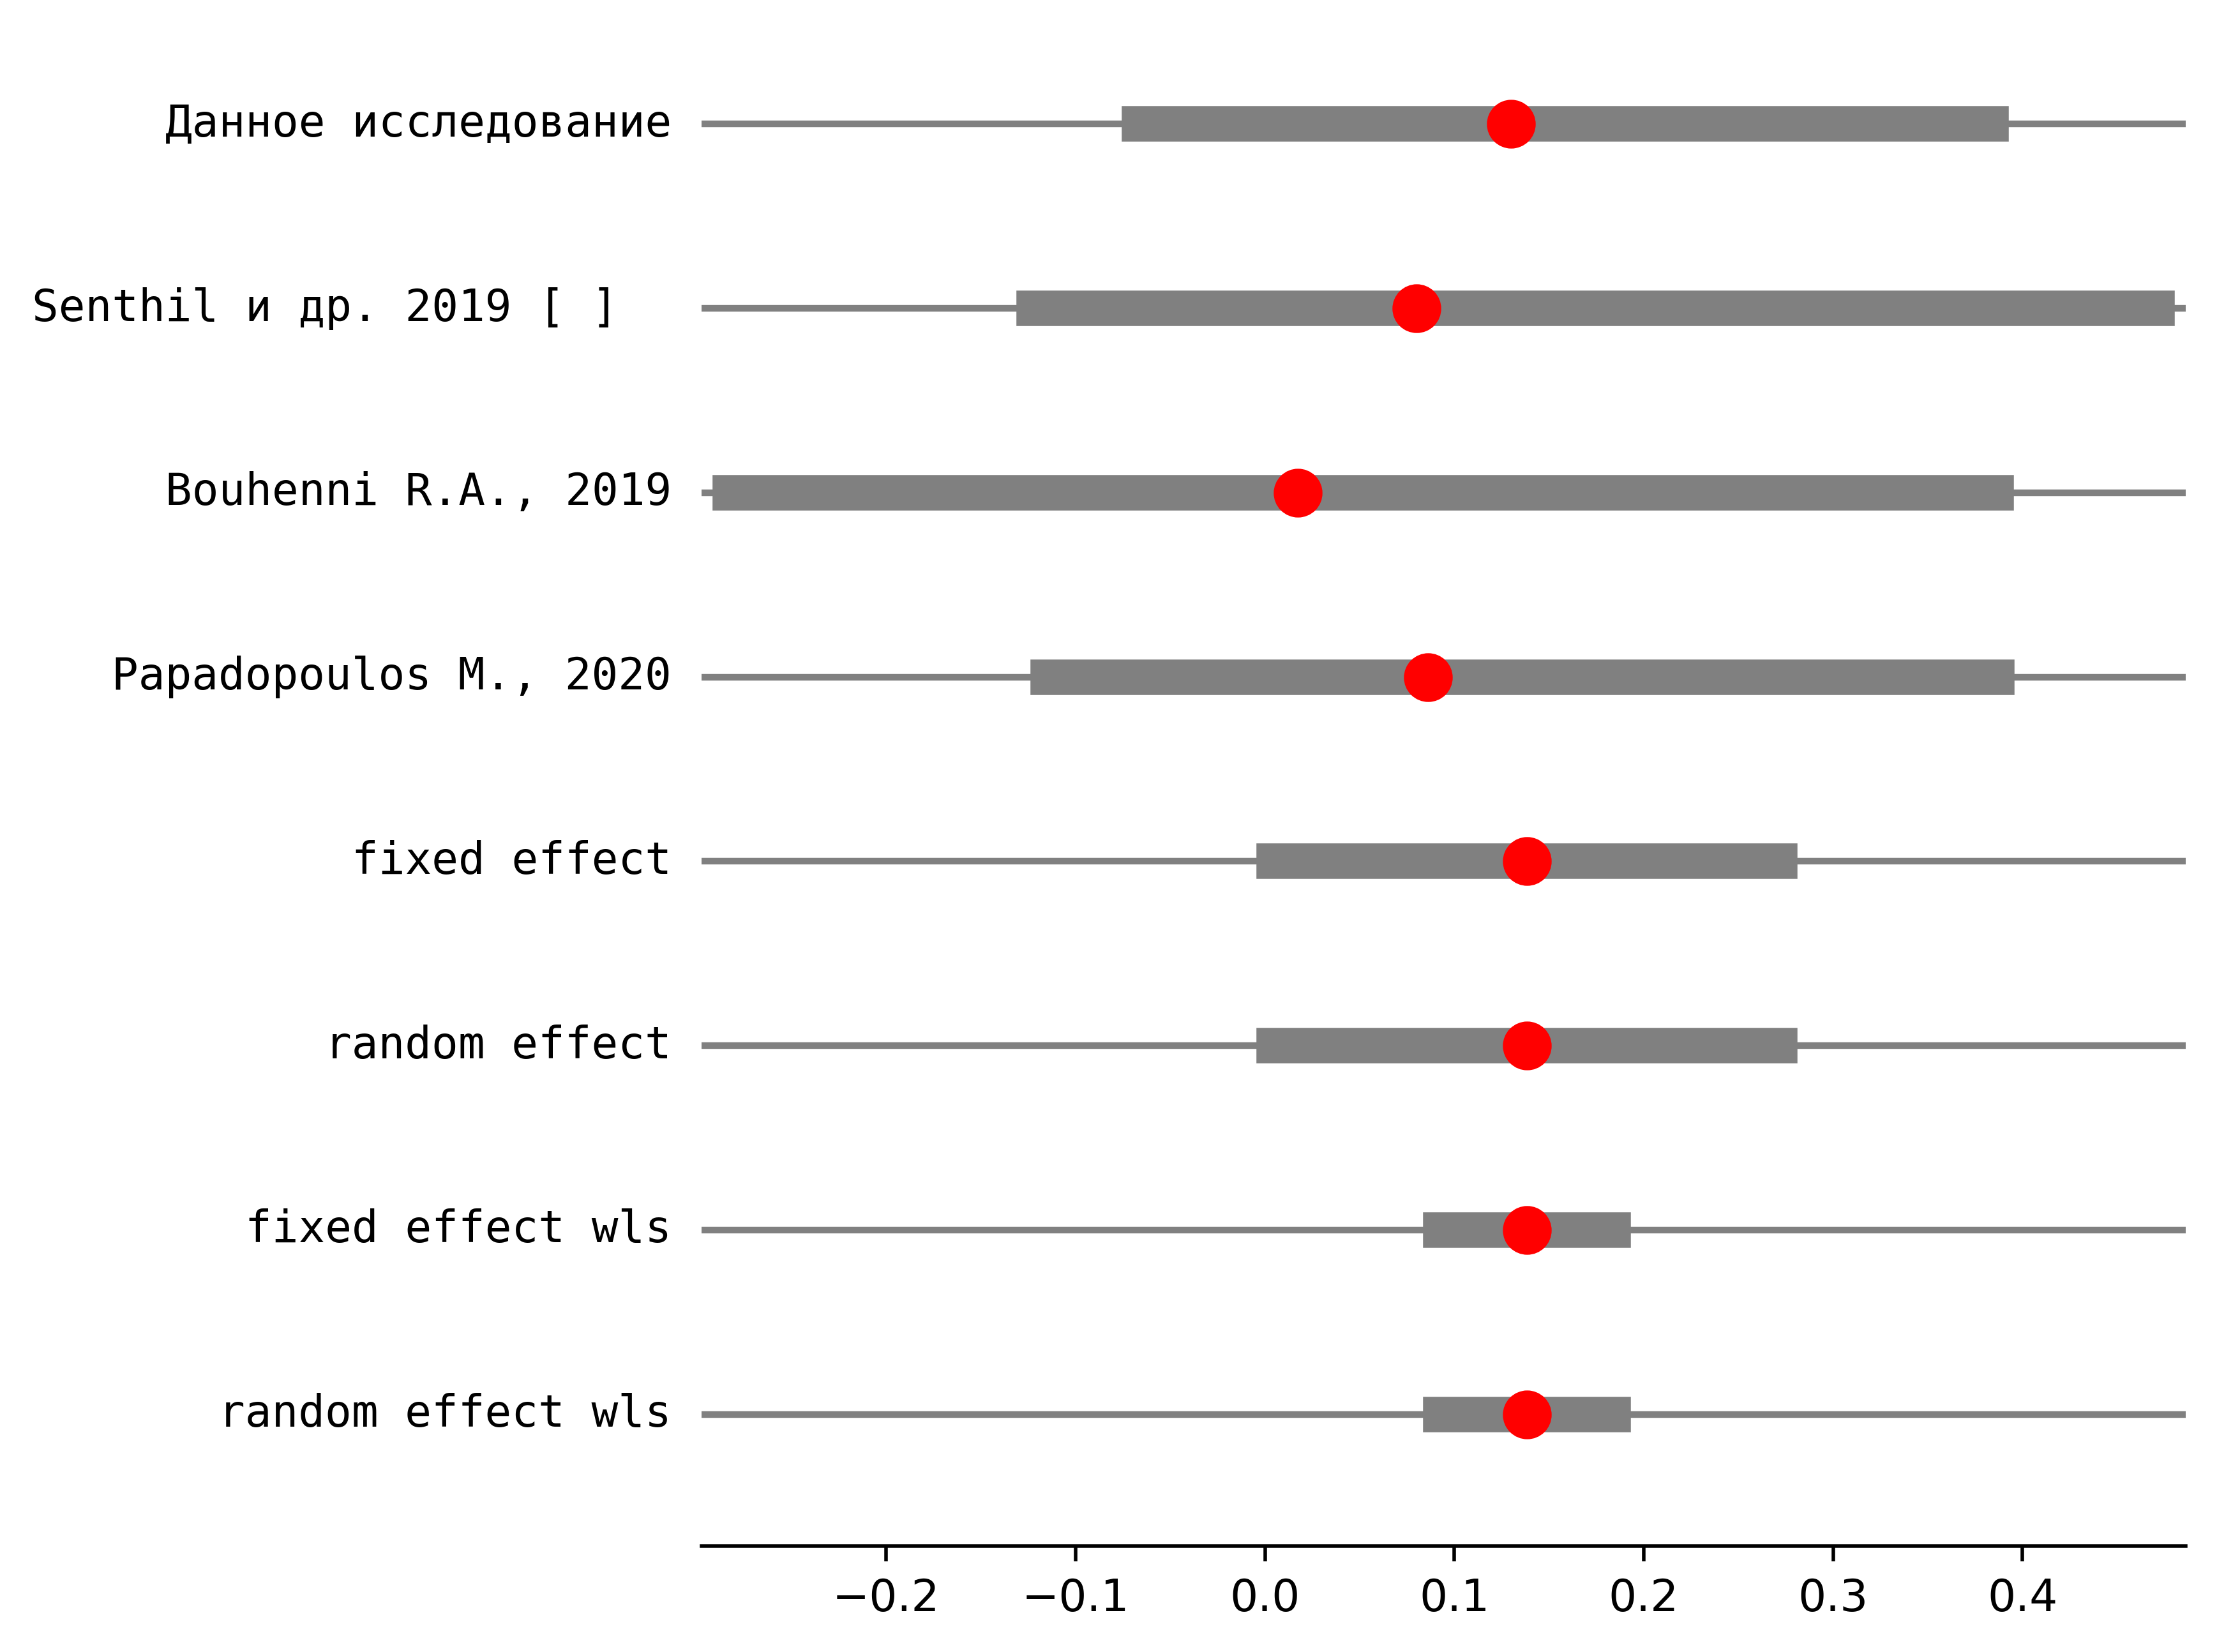 Данное исследование
Senthil и др. 2019 [ ]
Bouhenni R.A., 2019
Papadopoulos M., 2020
fixed effect
random effect
fixed effect wls
random effect wls
−0.2 −0.1 0.0 0.1 0.2 0.3 0.4